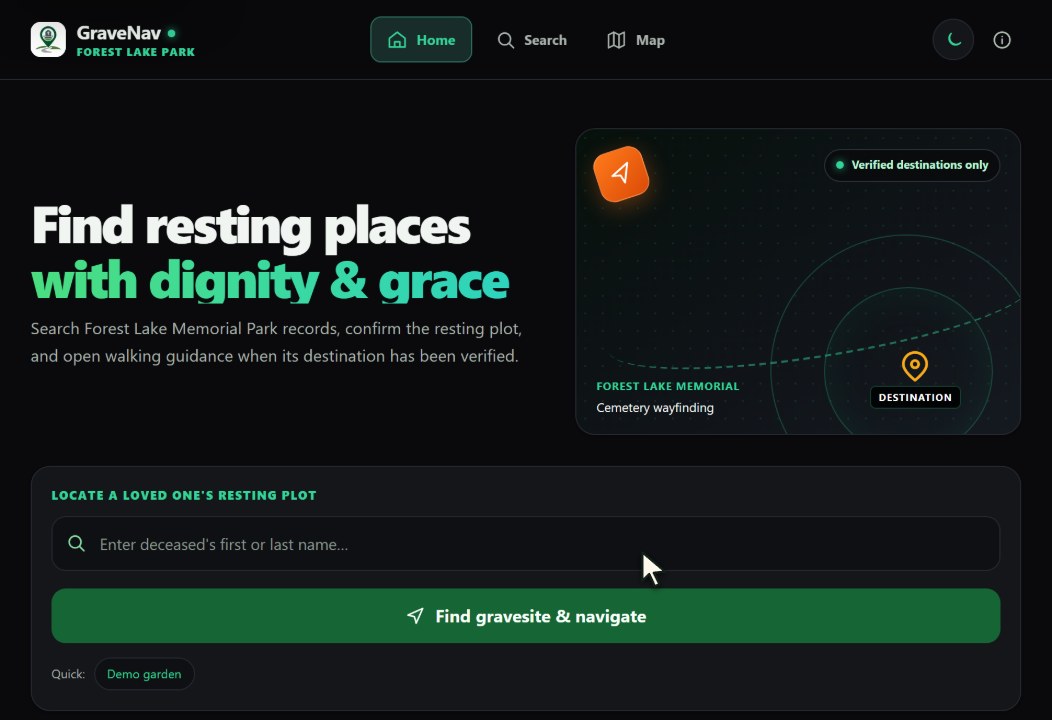 GraveNav
FOREST LAKE PARK
Home
Search
Map
Verified destinations only
Find resting places
with dignity & grace
Search Forest Lake Memorial Park records, confirm the resting plot,
and open walking guidance when its destination has been verified.
FOREST LAKE MEMORIAL
Cemetery wayfinding
DESTINATION
LOCATE A LOVED ONE'S RESTING PLOT
Enter deceased's first or last name...
Find gravesite & navigate
Quick:
Demo garden